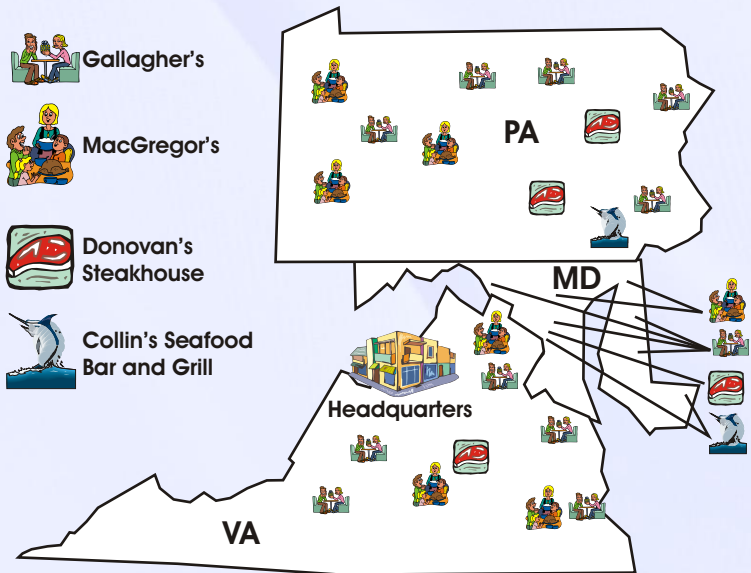 Gallagher's
MacGregor's
Donovan's
Steakhouse
Collin's Seafood
Bar and Grill
PA
MD
Headquarters
VA